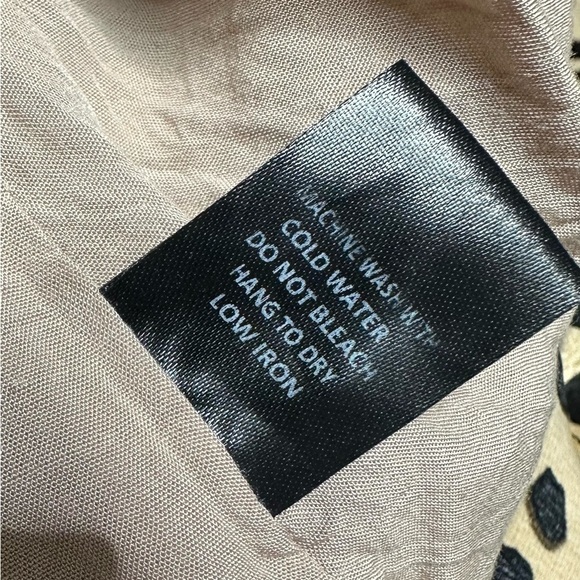 MACHINE WASH WITH
COLD WATER
DO NOT BLEACH
HANG TO DRY
LOW IRON